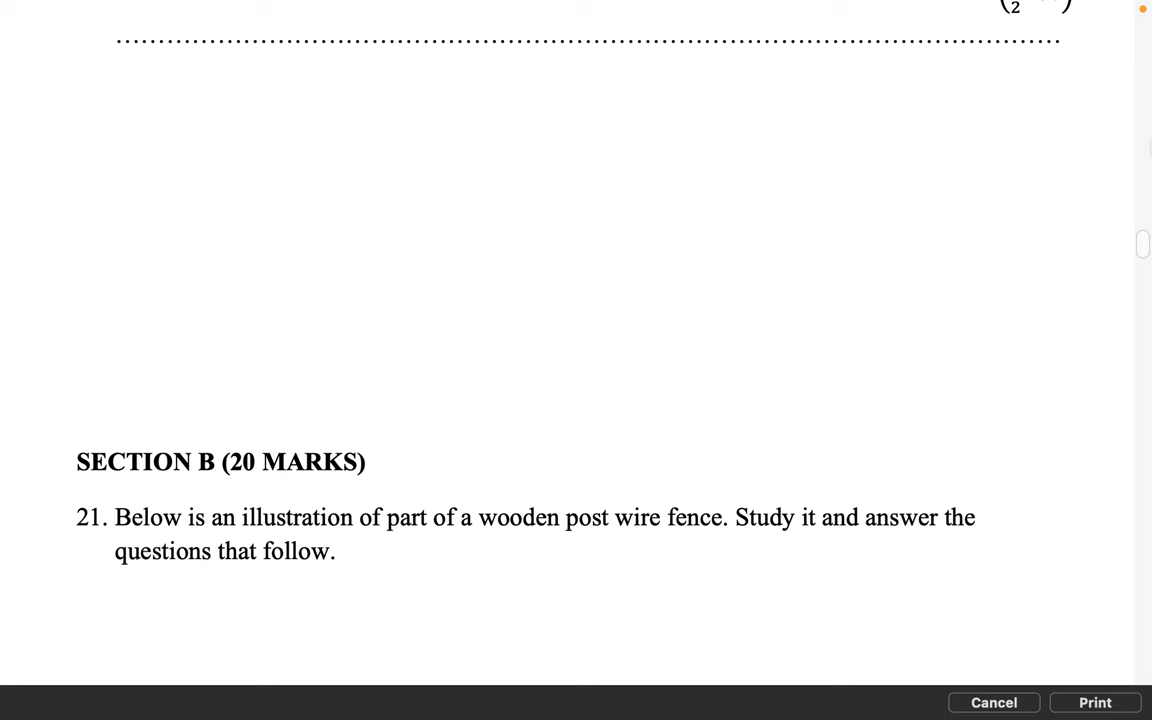 (2
)
....................................................................................................................
SECTION B (20 MARKS)
21. Below is an illustration of part of a wooden post wire fence. Study it and answer the
questions that follow.
Cancel
Print